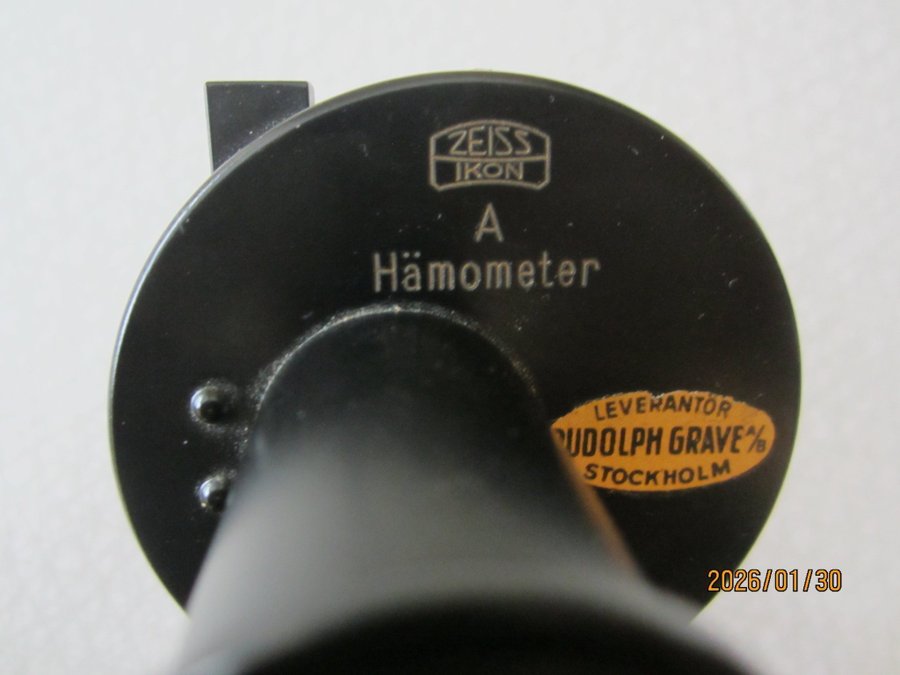 ZEISS
IKON
A
Hämometer
LEVERANTÖR
RUDOLPH GRAVE A/B
STOCKHOLM
2026/01/30